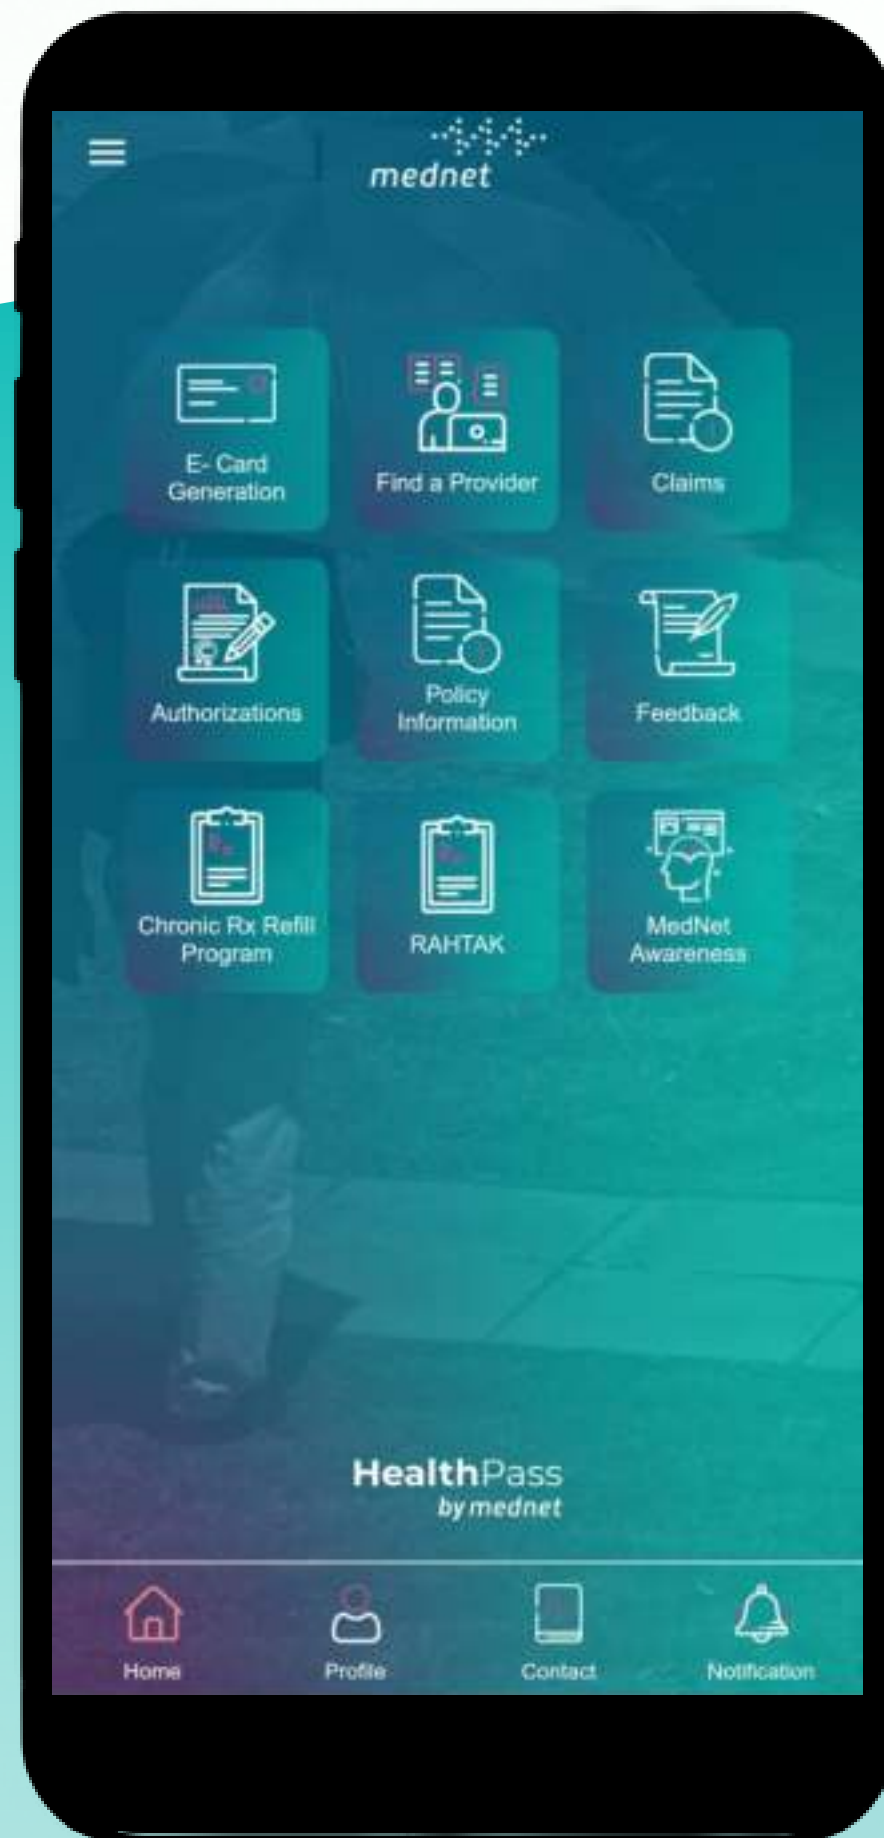 mednet
E- Card
Generation
Find a Provider
Claims
Authorizations
Policy
Information
Feedback
Chronic Rx Refill
Program
RAHTAK
MedNet
Awareness
HealthPass
by mednet
Home
Profile
Contact
Notification